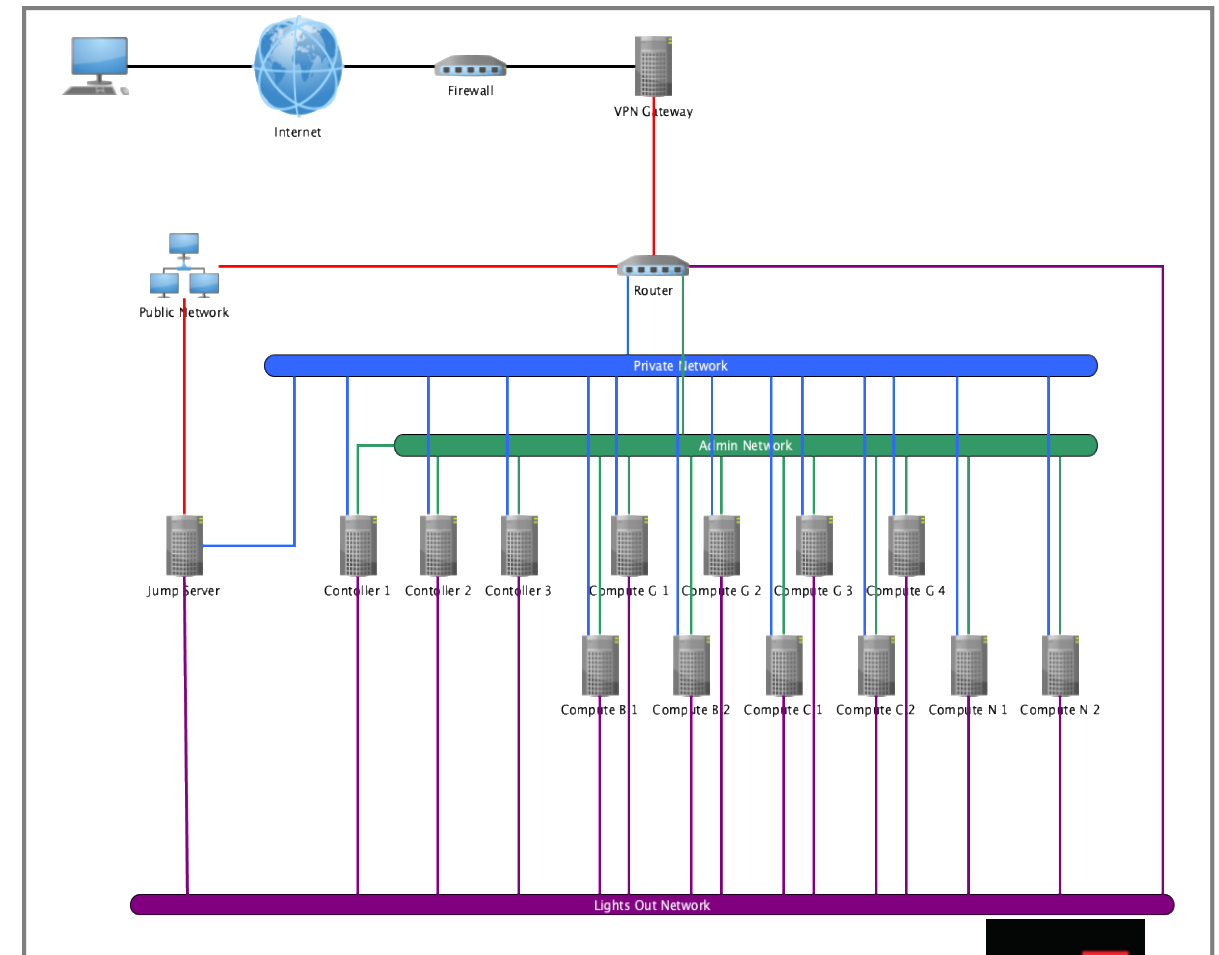 Firewall
VPN Gateway
Internet
Router
Public Network
Private Network
Admin Network
Jump Server
Contoller 1
Contoller 2
Contoller 3
Compute G 1
Compute G 2
Compute G 3
Compute G 4
Compute B 1
Compute B 2
Compute C 1
Compute C 2
Compute N 1
Compute N 2
Lights Out Network